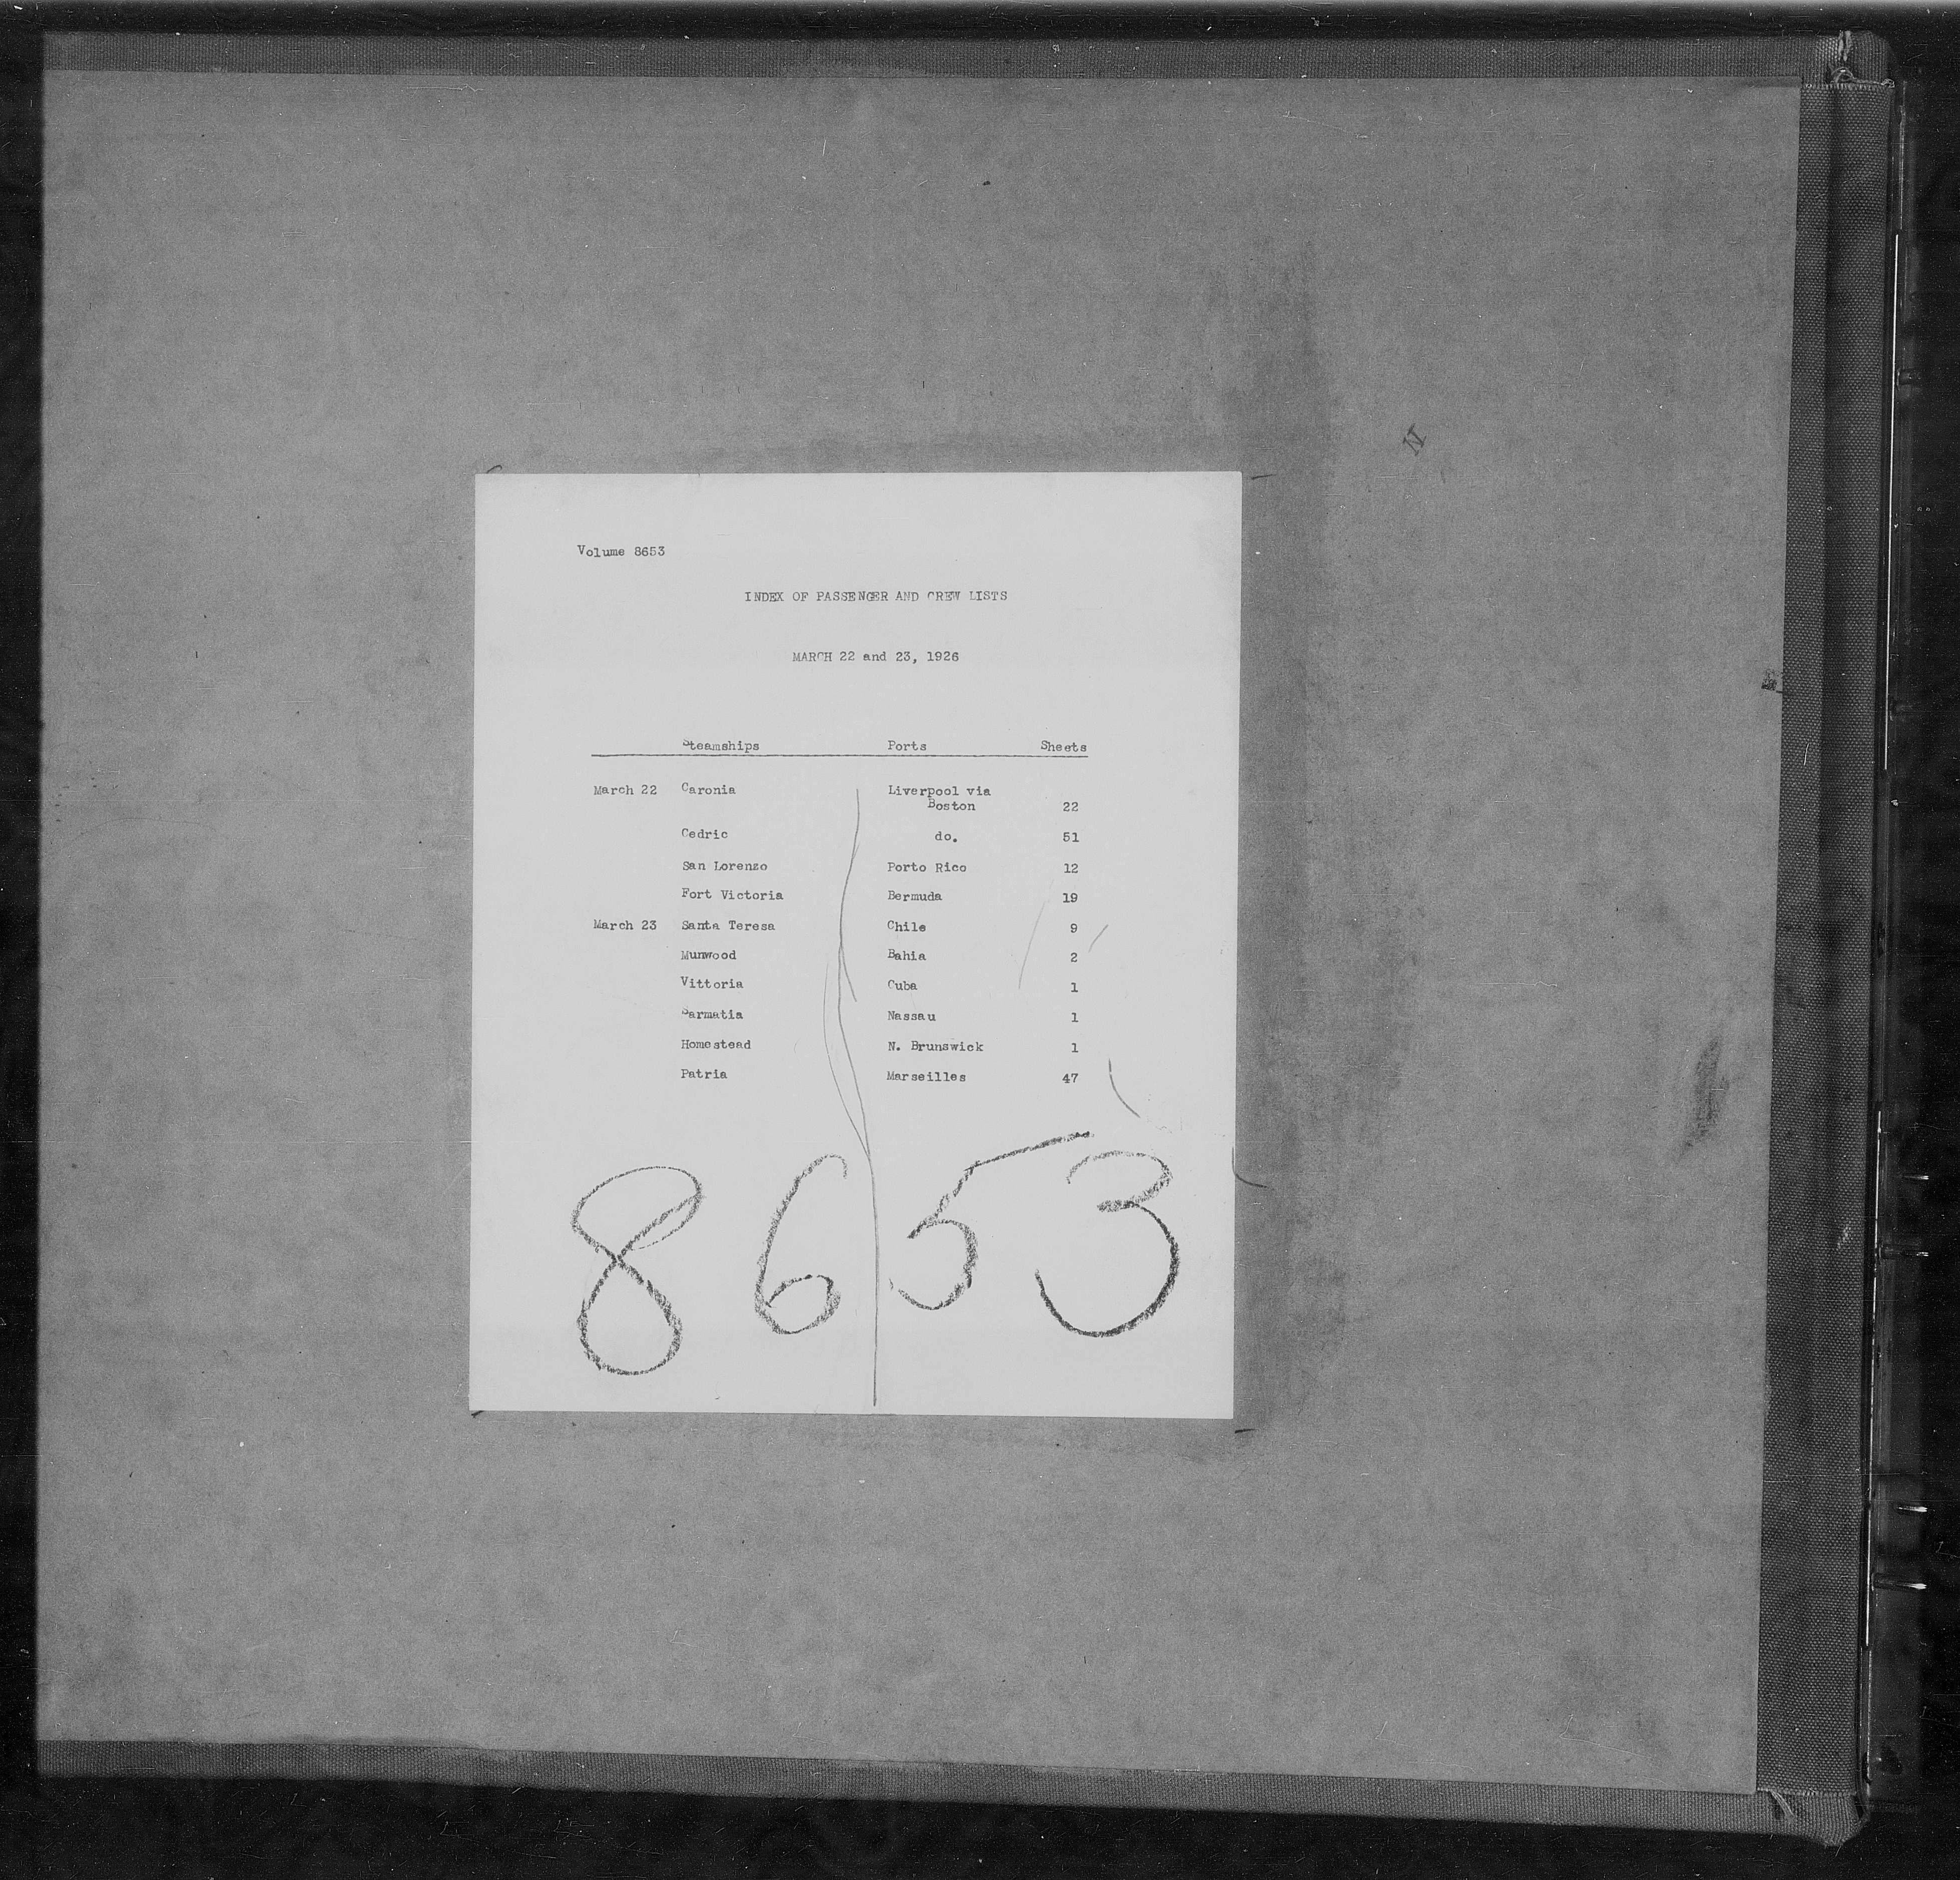 N
Volume 8653
INDEX OF PASSENGER AND CREW LISTS
MARCH 22 and 23, 1926
Steamships Ports Sheets
March 22 Caronia Liverpool via
Boston 22
Cedric do. 51
San Lorenzo Porto Rico 12
Fort Victoria Bermuda 19
March 23 Santa Teresa Chile 9
Munwood Bahia 2
Vittoria Cuba 1
Sarmatia Nassau 1
Homestead N. Brunswick 1
Patria Marseilles 47
8653